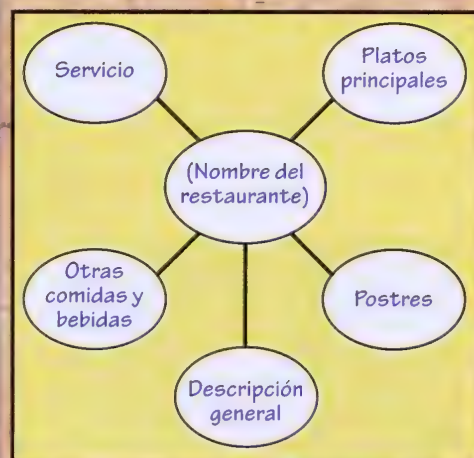 Servicio
Platos
principales
(Nombre del
restaurante)
Otras
comidas y
bebidas
Postres
Descripción
general